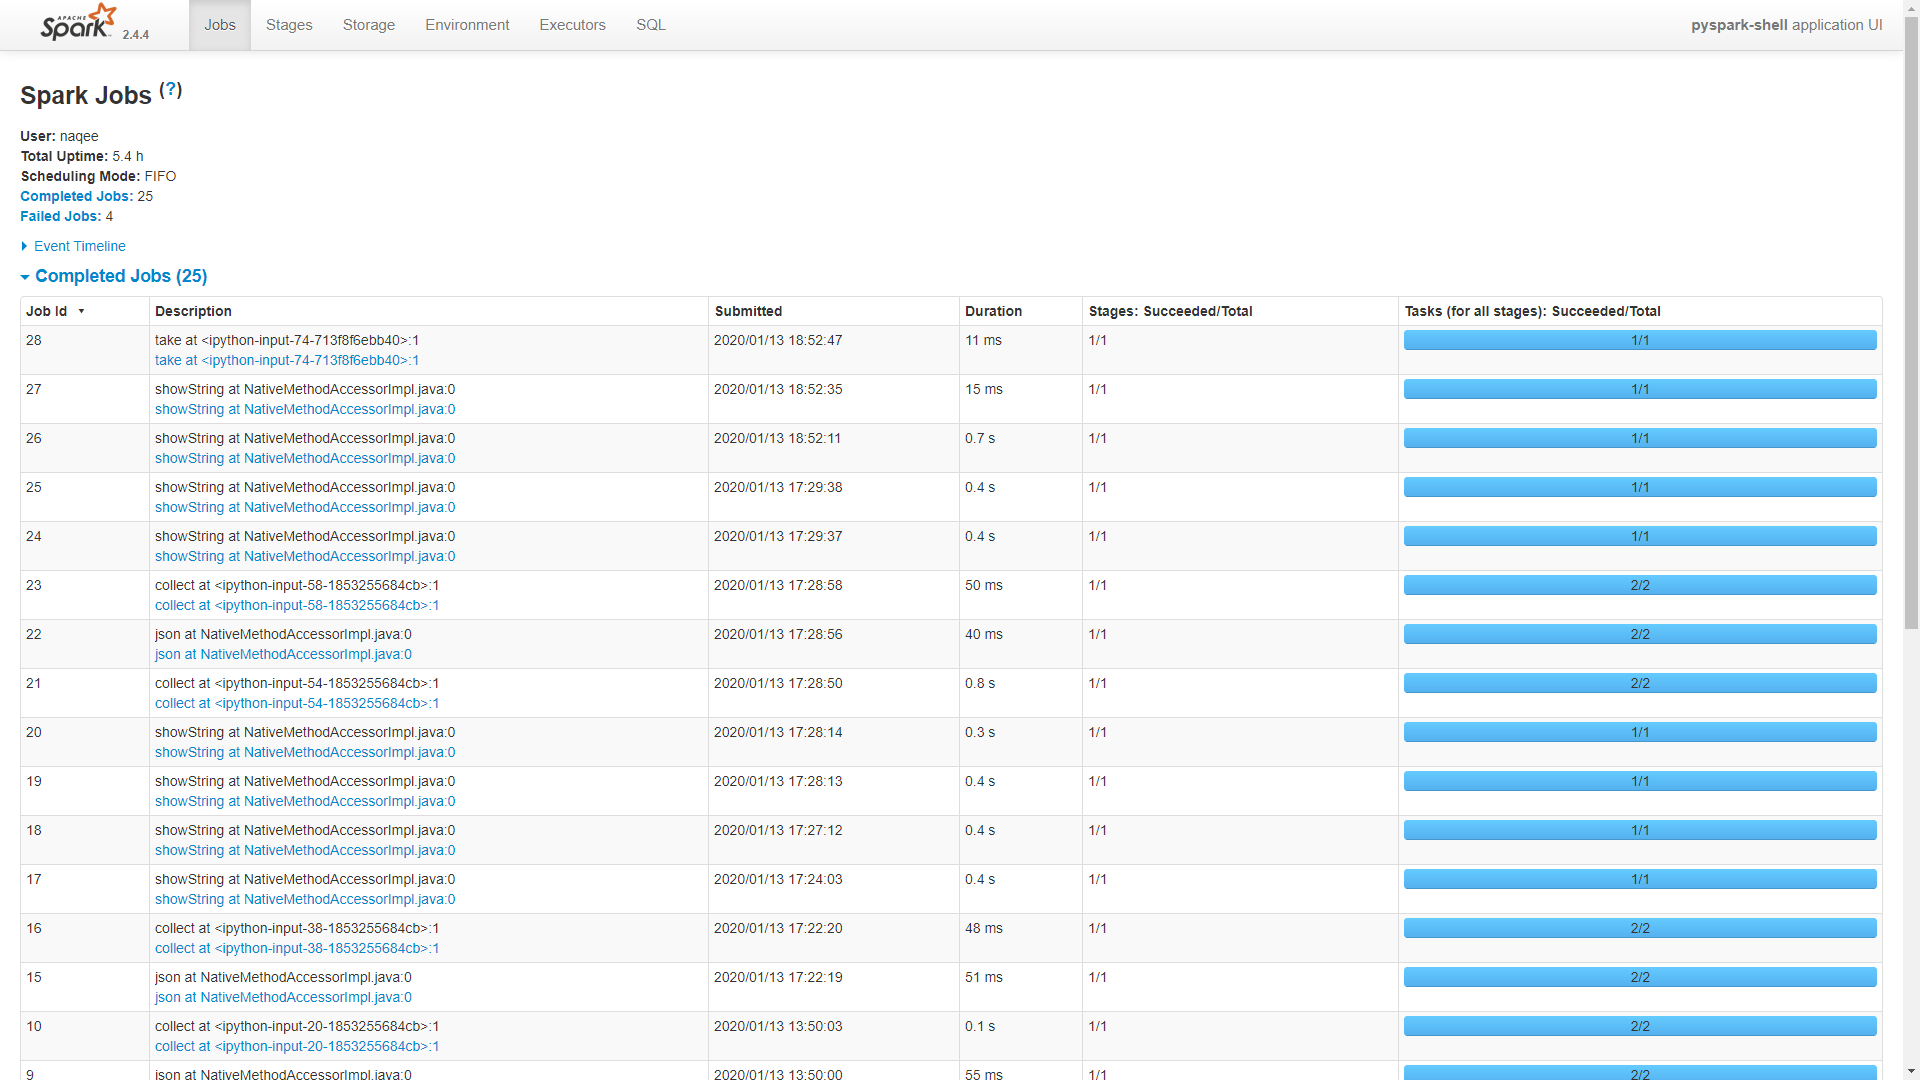 APACHE
Spark 2.4.4 Jobs Stages Storage Environment Executors SQL pyspark-shell application UI
Spark Jobs (?)
User: naqee
Total Uptime: 5.4 h
Scheduling Mode: FIFO
Completed Jobs: 25
Failed Jobs: 4
Event Timeline
Completed Jobs (25)
Job Id Description Submitted Duration Stages: Succeeded/Total Tasks (for all stages): Succeeded/Total
28 take at <ipython-input-74-713f8f6ebb40>:1 2020/01/13 18:52:47 11 ms 1/1 1/1
take at <ipython-input-74-713f8f6ebb40>:1
27 showString at NativeMethodAccessorImpl.java:0 2020/01/13 18:52:35 15 ms 1/1 1/1
showString at NativeMethodAccessorImpl.java:0
26 showString at NativeMethodAccessorImpl.java:0 2020/01/13 18:52:11 0.7 s 1/1 1/1
showString at NativeMethodAccessorImpl.java:0
25 showString at NativeMethodAccessorImpl.java:0 2020/01/13 17:29:38 0.4 s 1/1 1/1
showString at NativeMethodAccessorImpl.java:0
24 showString at NativeMethodAccessorImpl.java:0 2020/01/13 17:29:37 0.4 s 1/1 1/1
showString at NativeMethodAccessorImpl.java:0
23 collect at <ipython-input-58-1853255684cb>:1 2020/01/13 17:28:58 50 ms 1/1 2/2
collect at <ipython-input-58-1853255684cb>:1
22 json at NativeMethodAccessorImpl.java:0 2020/01/13 17:28:56 40 ms 1/1 2/2
json at NativeMethodAccessorImpl.java:0
21 collect at <ipython-input-54-1853255684cb>:1 2020/01/13 17:28:50 0.8 s 1/1 2/2
collect at <ipython-input-54-1853255684cb>:1
20 showString at NativeMethodAccessorImpl.java:0 2020/01/13 17:28:14 0.3 s 1/1 1/1
showString at NativeMethodAccessorImpl.java:0
19 showString at NativeMethodAccessorImpl.java:0 2020/01/13 17:28:13 0.4 s 1/1 1/1
showString at NativeMethodAccessorImpl.java:0
18 showString at NativeMethodAccessorImpl.java:0 2020/01/13 17:27:12 0.4 s 1/1 1/1
showString at NativeMethodAccessorImpl.java:0
17 showString at NativeMethodAccessorImpl.java:0 2020/01/13 17:24:03 0.4 s 1/1 1/1
showString at NativeMethodAccessorImpl.java:0
16 collect at <ipython-input-38-1853255684cb>:1 2020/01/13 17:22:20 48 ms 1/1 2/2
collect at <ipython-input-38-1853255684cb>:1
15 json at NativeMethodAccessorImpl.java:0 2020/01/13 17:22:19 51 ms 1/1 2/2
json at NativeMethodAccessorImpl.java:0
10 collect at <ipython-input-20-1853255684cb>:1 2020/01/13 13:50:03 0.1 s 1/1 2/2
collect at <ipython-input-20-1853255684cb>:1
9 json at NativeMethodAccessorImpl.java:0 2020/01/13 13:50:00 55 ms 1/1 2/2